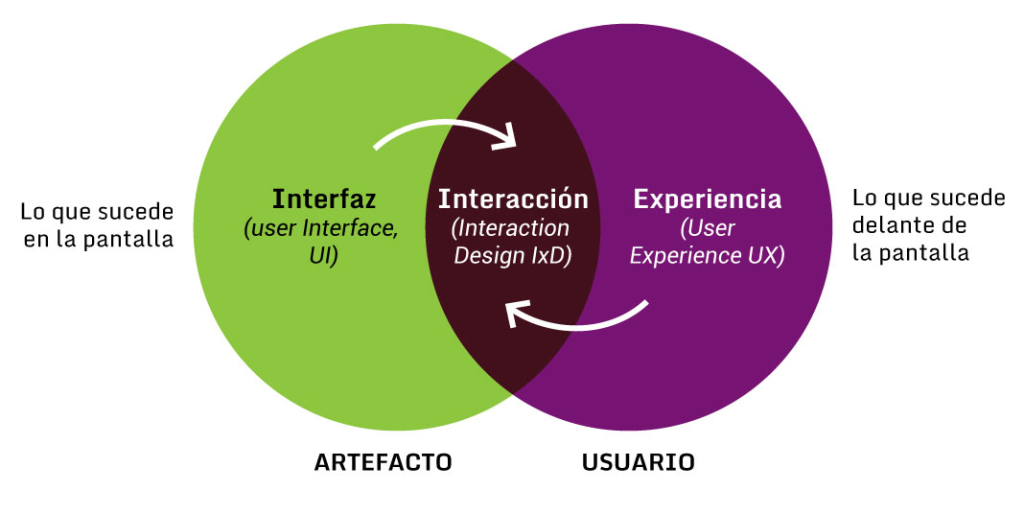 Lo que sucede
en la pantalla
Interfaz
(user Interface,
UI)
Interacción
(Interaction
Design IxD)
Experiencia
(User
Experience UX)
Lo que sucede
delante de
la pantalla
ARTEFACTO
USUARIO